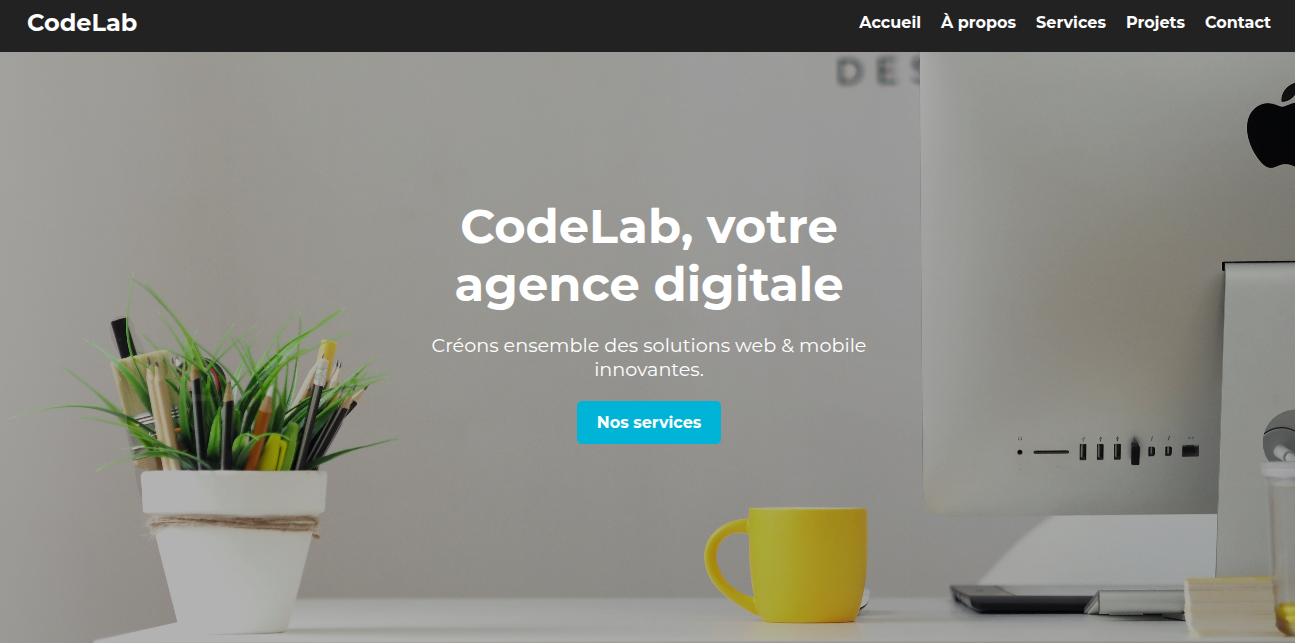 CodeLab
Accueil À propos Services Projets Contact
DES
CodeLab, votre
agence digitale
Créons ensemble des solutions web & mobile
innovantes.
Nos services